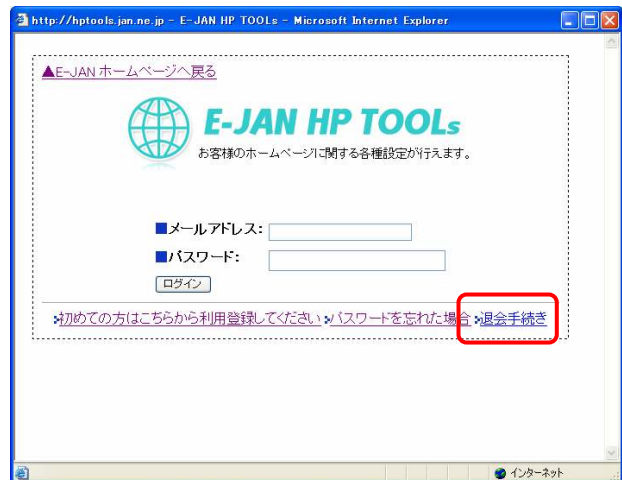 http://hptools.jan.ne.jp - E-JAN HP TOOLs - Microsoft Internet Explorer
▲E-JAN ホームページへ戻る
E-JAN HP TOOLs
お客様のホームページに関する各種設定が行えます。
■メールアドレス:
■パスワード:
ログイン
初めての方はこちらから利用登録してください パスワードを忘れた場合 退会手続き
インターネット